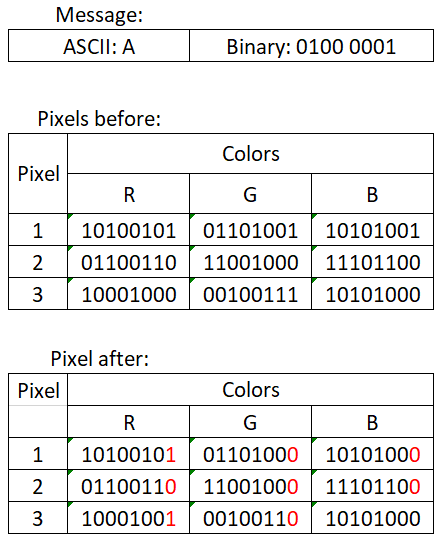 Message:
ASCII: A Binary: 0100 0001
Pixels before:
Pixel Colors
R G B
1 10100101 01101001 10101001
2 01100110 11001000 11101100
3 10001000 00100111 10101000
Pixel after:
Pixel Colors
R G B
1 10100101 01101000 10101000
2 01100110 11001000 11101100
3 10001001 00100110 10101000